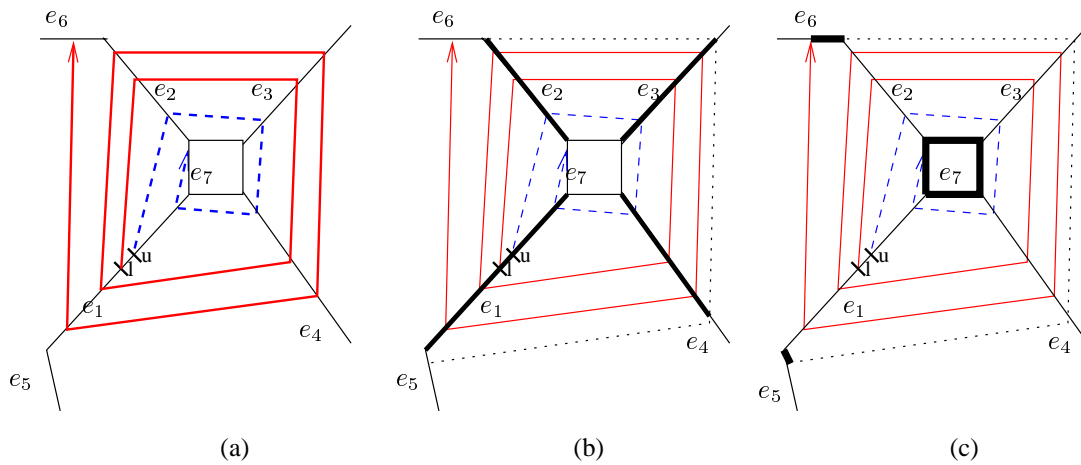 e6 e6 e6
e2 e3 e2 e3 e2 e3
e7 e7 e7
u u u
l l l
e1 e1 e1
e4 e4 e4
e5 e5 e5
(a) (b) (c)